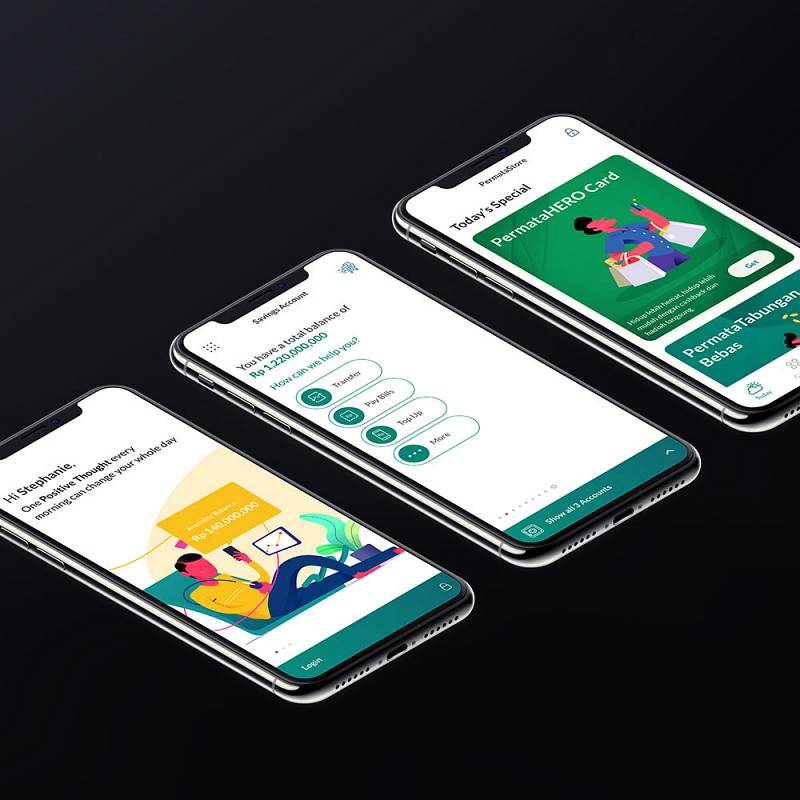 Hi Stephanie,
One Positive Thought every
morning can change your whole day
Available Balance
Rp 140,000,000
Login
Savings Account
You have a total balance of
Rp 1,220,000,000
How can we help you?
Transfer
Pay Bills
Top Up
More
Show all 3 Accounts
PermataStore
Today's Special
PermataHERO Card
Hidup lebih hemat, hidup lebih
mudah dengan cashback dan
hadiah langsung.
Get
PermataTabungan
Bebas
Today